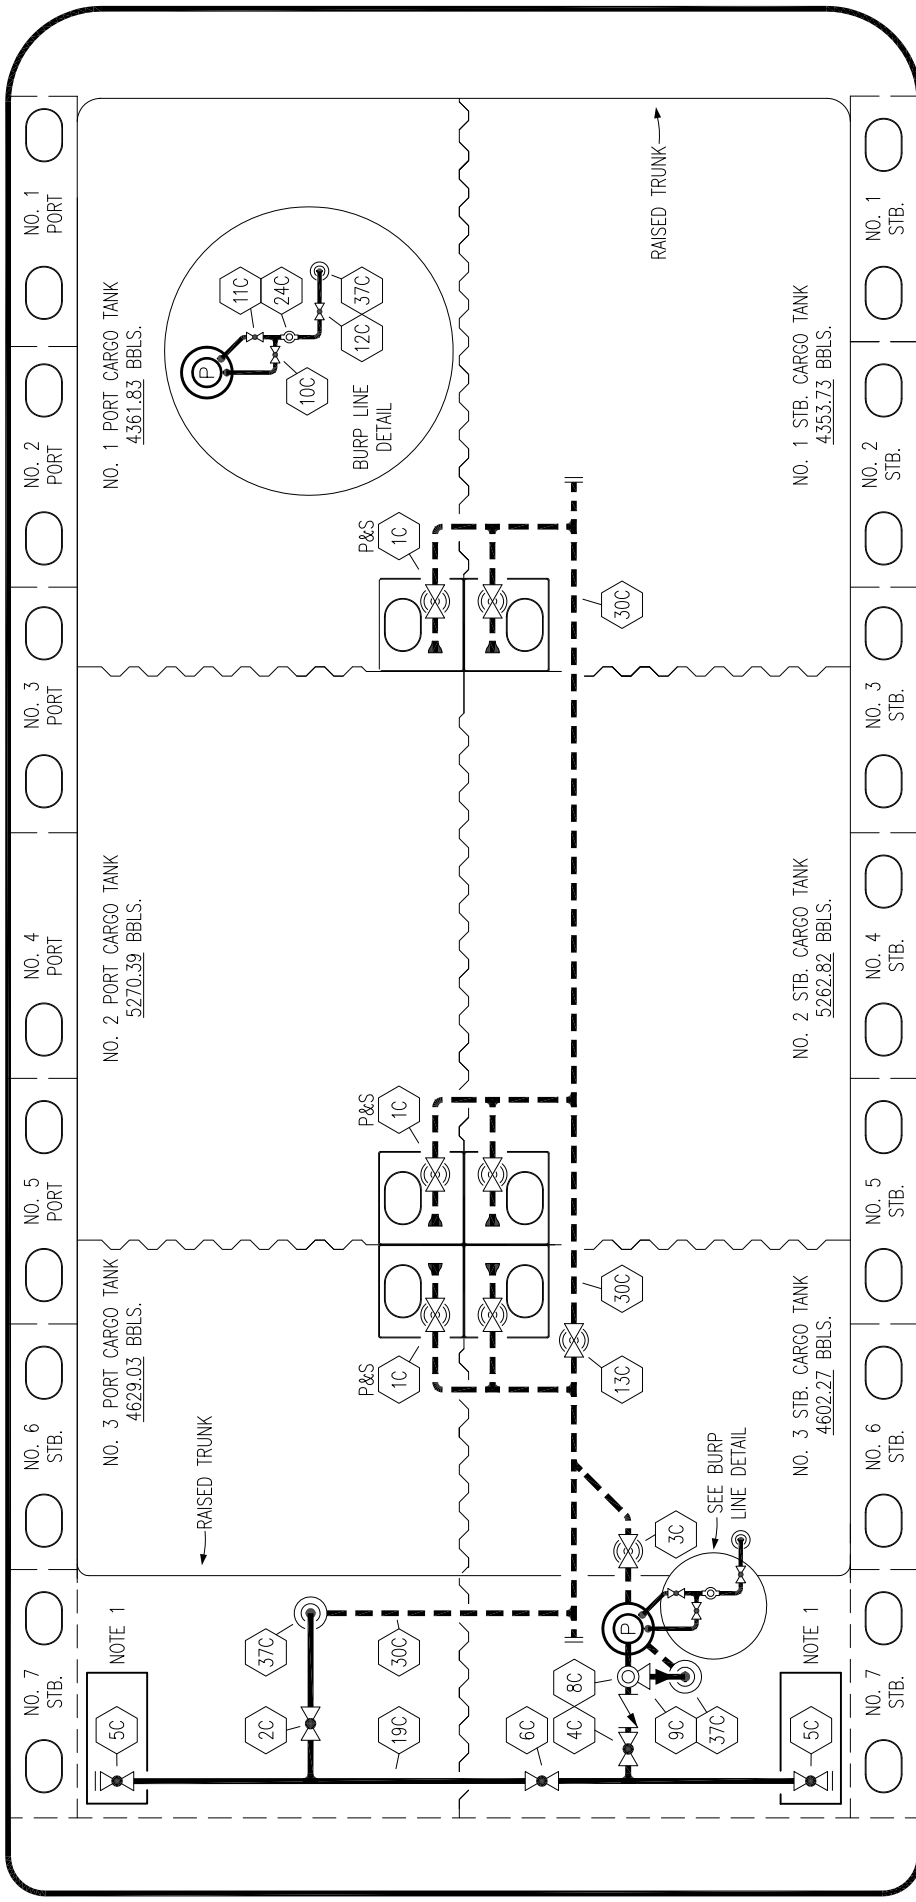 NO. 1
PORT
NO. 2
PORT
NO. 3
PORT
NO. 4
PORT
NO. 5
PORT
NO. 6
STB.
NO. 7
STB.
NO. 1 PORT CARGO TANK
4361.83 BBLS.
NO. 2 PORT CARGO TANK
5270.39 BBLS.
NO. 3 PORT CARGO TANK
4629.03 BBLS.
RAISED TRUNK
NOTE 1
5C
P
11C
24C
10C
12C
37C
BURP LINE
DETAIL
P&S
1C
P&S
1C
P&S
1C
37C
2C
30C
19C
RAISED TRUNK
30C
30C
13C
3C
SEE BURP
LINE DETAIL
P
8C
6C
4C
9C
37C
NOTE 1
5C
NO. 1 STB. CARGO TANK
4353.73 BBLS.
NO. 2 STB. CARGO TANK
5262.82 BBLS.
NO. 3 STB. CARGO TANK
4602.27 BBLS.
NO. 1
STB.
NO. 2
STB.
NO. 3
STB.
NO. 4
STB.
NO. 5
STB.
NO. 6
STB.
NO. 7
STB.